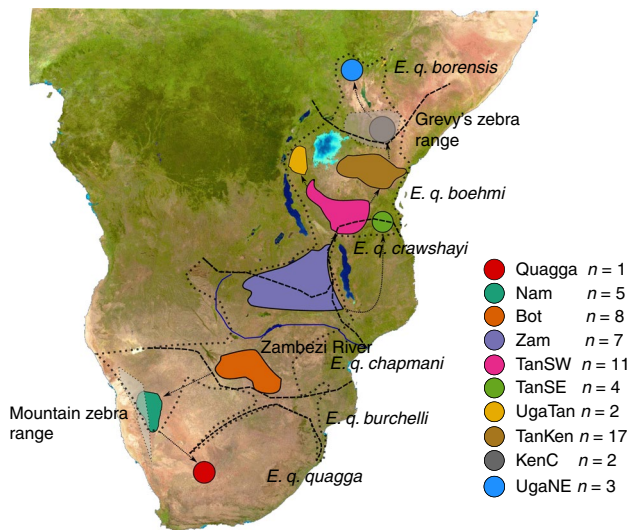 E. q. borensis
Grevy's zebra
range
E. q. boehmi
E. q. crawshayi
Zambezi River
E. q. chapmani
Mountain zebra
range
E. q. burchelli
E. q. quagga
Quagga n = 1
Nam n = 5
Bot n = 8
Zam n = 7
TanSW n = 11
TanSE n = 4
UgaTan n = 2
TanKen n = 17
KenC n = 2
UgaNE n = 3